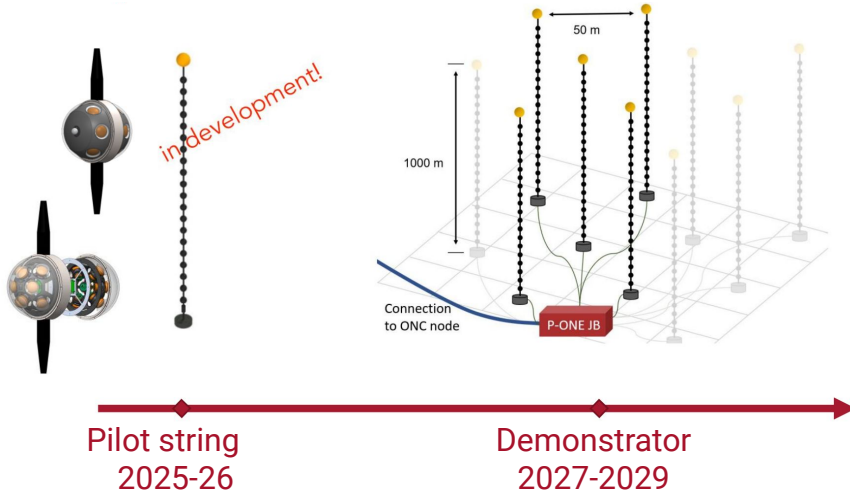 in development!
50 m
1000 m
Connection
to ONC node
P-ONE JB
Pilot string
2025-26
Demonstrator
2027-2029